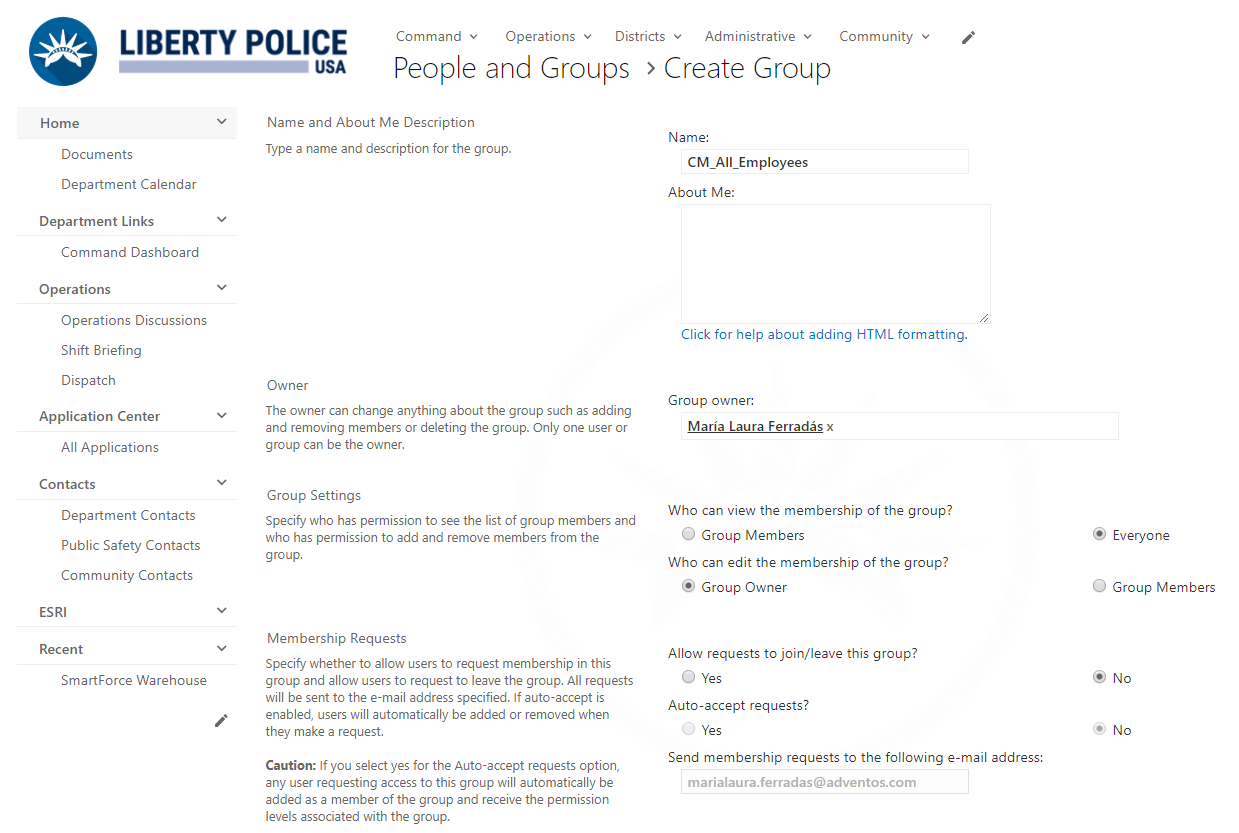 LIBERTY POLICE
USA
Command Operations Districts Administrative Community
People and Groups > Create Group
Home
Documents
Department Calendar
Department Links
Command Dashboard
Operations
Operations Discussions
Shift Briefing
Dispatch
Application Center
All Applications
Contacts
Department Contacts
Public Safety Contacts
Community Contacts
ESRI
Recent
SmartForce Warehouse
Name and About Me Description
Type a name and description for the group.
Name:
CM_All_Employees
About Me:
Click for help about adding HTML formatting.
Owner
The owner can change anything about the group such as adding
and removing members or deleting the group. Only one user or
group can be the owner.
Group owner:
María Laura Ferradás x
Group Settings
Specify who has permission to see the list of group members and
who has permission to add and remove members from the
group.
Who can view the membership of the group?
Group Members Everyone
Who can edit the membership of the group?
Group Owner Group Members
Membership Requests
Specify whether to allow users to request membership in this
group and allow users to request to leave the group. All requests
will be sent to the e-mail address specified. If auto-accept is
enabled, users will automatically be added or removed when
they make a request.
Caution: If you select yes for the Auto-accept requests option,
any user requesting access to this group will automatically be
added as a member of the group and receive the permission
levels associated with the group.
Allow requests to join/leave this group?
Yes No
Auto-accept requests?
Yes No
Send membership requests to the following e-mail address:
marialaura.ferradas@adventos.com